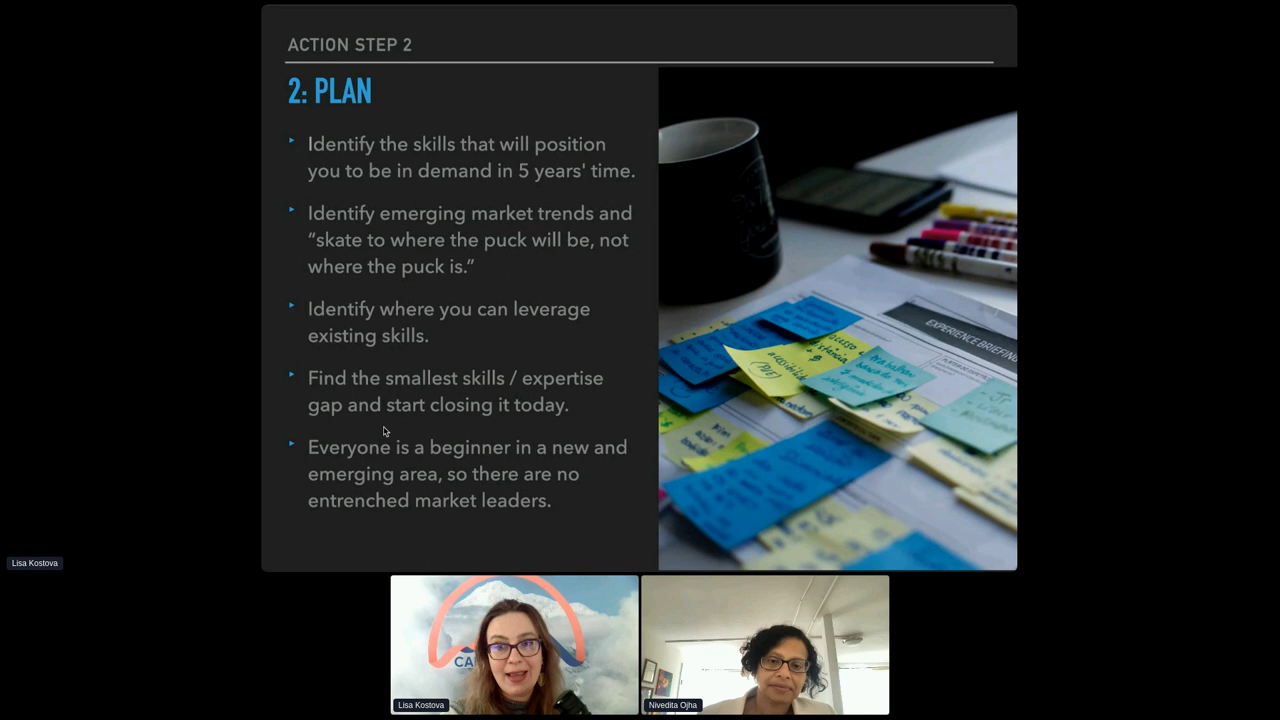 ACTION STEP 2
2: PLAN
‣ Identify the skills that will position
you to be in demand in 5 years' time.
‣ Identify emerging market trends and
“skate to where the puck will be, not
where the puck is.”
‣ Identify where you can leverage
existing skills.
‣ Find the smallest skills / expertise
gap and start closing it today.
‣ Everyone is a beginner in a new and
emerging area, so there are no
entrenched market leaders.
EXPERIENCE BRIEFING
Lisa Kostova
CA
Lisa Kostova
Nivedita Ojha